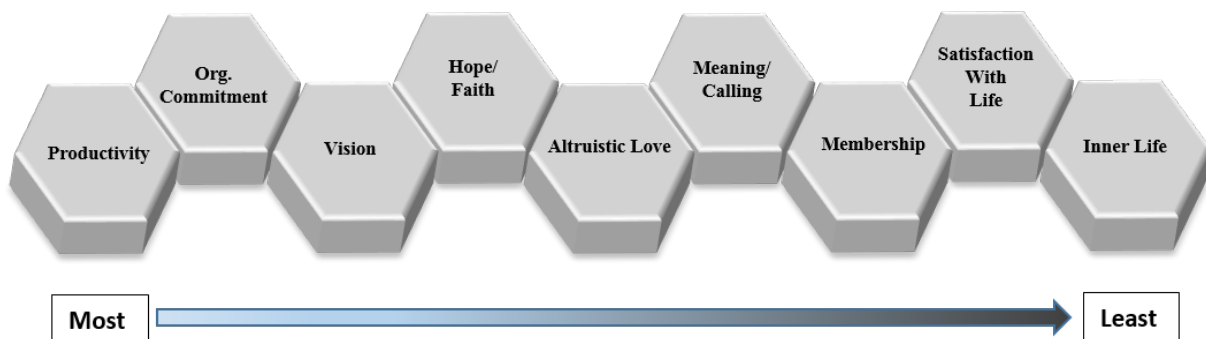 Productivity
Org.
Commitment
Vision
Hope/
Faith
Altruistic Love
Meaning/
Calling
Membership
Satisfaction
With
Life
Inner Life
Most
Least